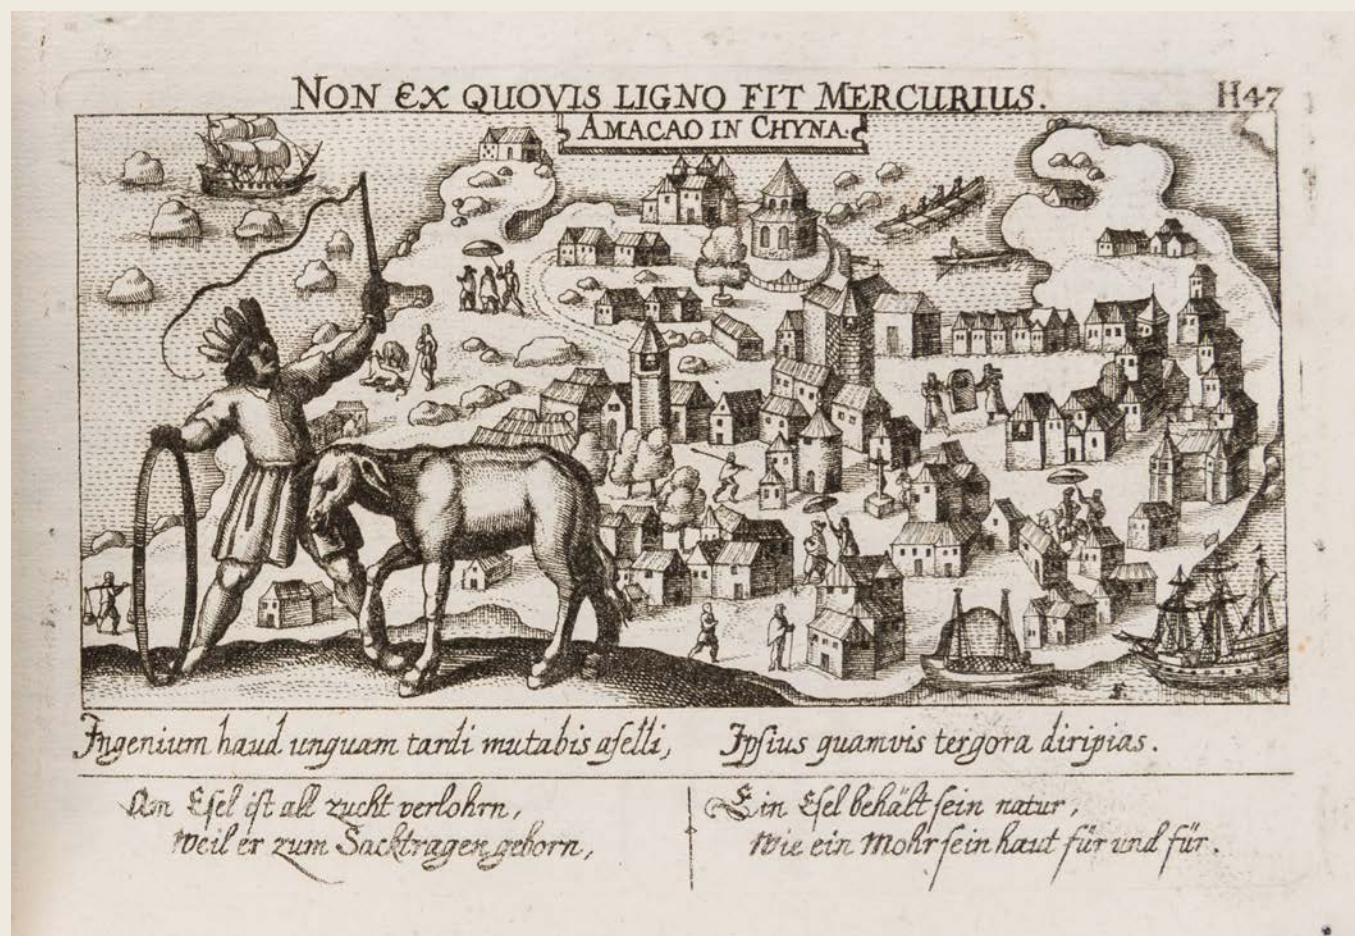 NON EX QUOVIS LIGNO FIT MERCURIUS.
H47
AMACAO IN CHYNA.
Ingenium haud unquam tardi mutabis aselli, Ipsius quamvis tergora diripias.
Am Esel ist all zucht verlohrn,
Weil er zum Sacktragen geborn,
Ein Esel behält sein natur,
Wie ein Mohr sein haut für und für.